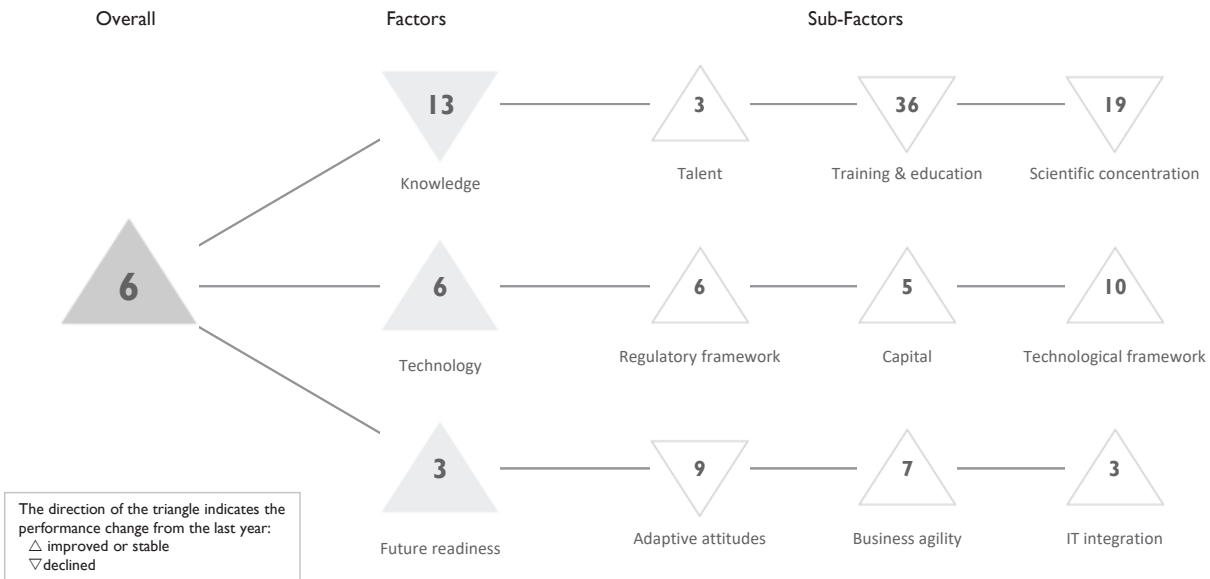 Overall Factors Sub-Factors
13 3 36 19
Knowledge Talent Training & education Scientific concentration
6 6 6 5 10
Technology Regulatory framework Capital Technological framework
3 9 7 3
Future readiness Adaptive attitudes Business agility IT integration
The direction of the triangle indicates the
performance change from the last year:
△ improved or stable
▽declined